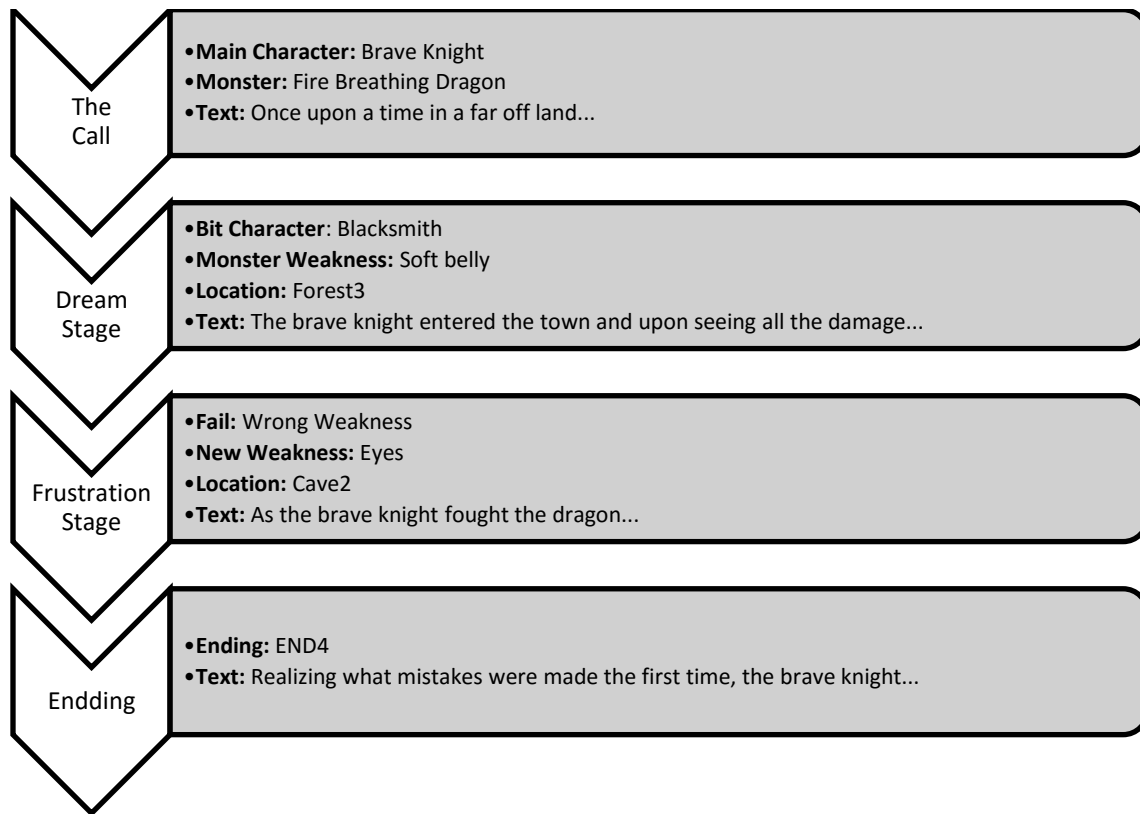 The
Call
•Main Character: Brave Knight
•Monster: Fire Breathing Dragon
•Text: Once upon a time in a far off land...
Dream
Stage
•Bit Character: Blacksmith
•Monster Weakness: Soft belly
•Location: Forest3
•Text: The brave knight entered the town and upon seeing all the damage...
Frustration
Stage
•Fail: Wrong Weakness
•New Weakness: Eyes
•Location: Cave2
•Text: As the brave knight fought the dragon...
Endding
•Ending: END4
•Text: Realizing what mistakes were made the first time, the brave knight...